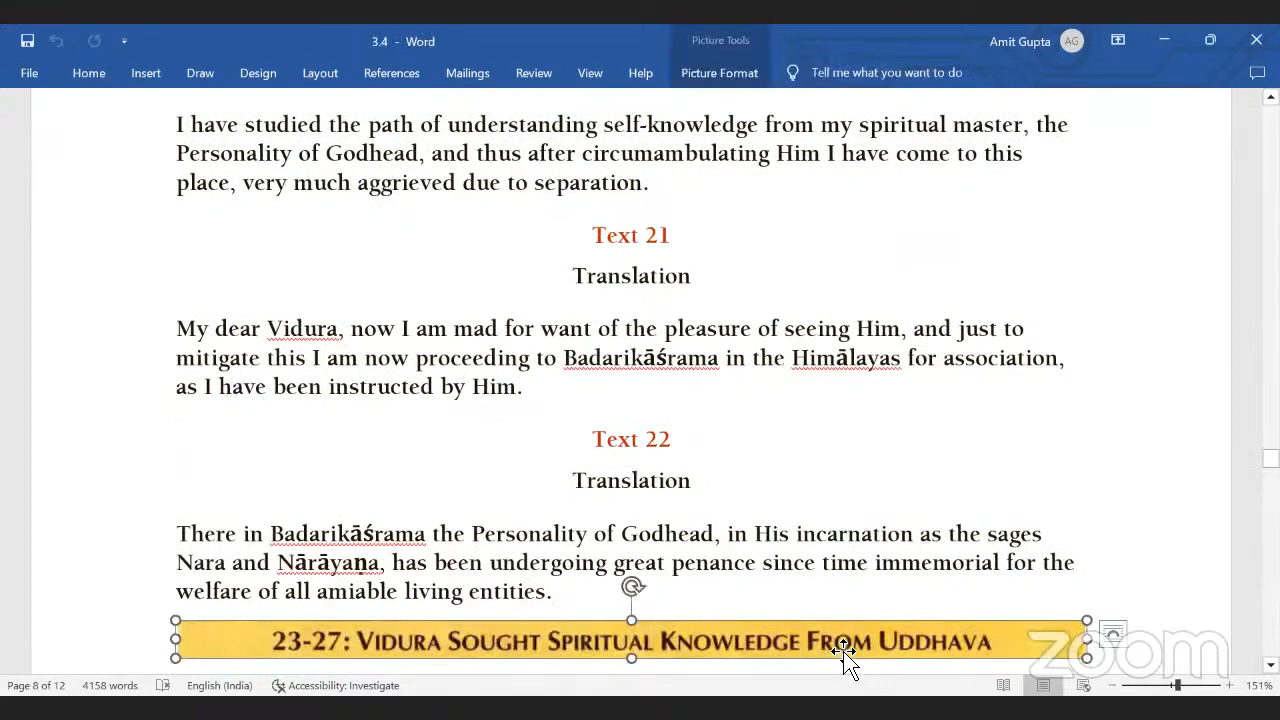 3.4 - Word
Picture Tools
Amit Gupta
AG
File Home Insert Draw Design Layout References Mailings Review View Help Picture Format Tell me what you want to do
I have studied the path of understanding self-knowledge from my spiritual master, the
Personality of Godhead, and thus after circumambulating Him I have come to this
place, very much aggrieved due to separation.
Text 21
Translation
My dear Vidura, now I am mad for want of the pleasure of seeing Him, and just to
mitigate this I am now proceeding to Badarikāśrama in the Himālayas for association,
as I have been instructed by Him.
Text 22
Translation
There in Badarikāśrama the Personality of Godhead, in His incarnation as the sages
Nara and Nārāyaṇa, has been undergoing great penance since time immemorial for the
welfare of all amiable living entities.
23-27: VIDURA SOUGHT SPIRITUAL KNOWLEDGE FROM UDDHAVA
zoom
Page 8 of 12 4158 words English (India) Accessibility: Investigate 151%